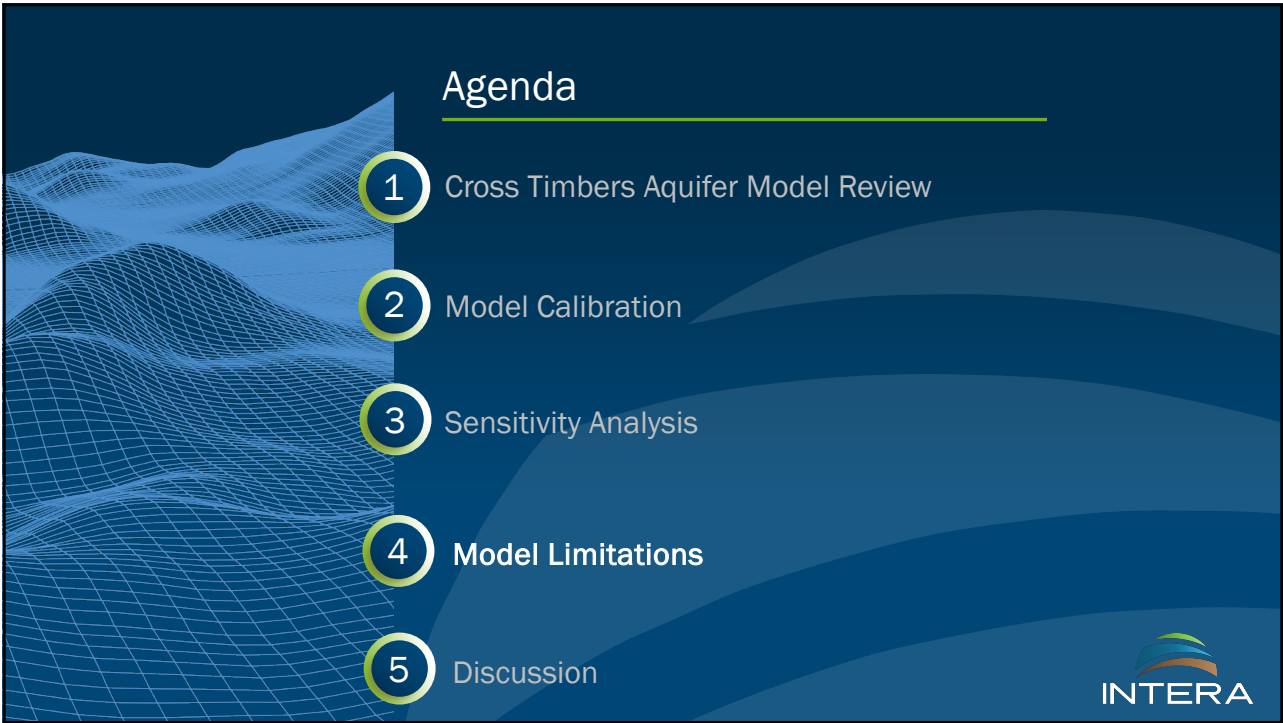 Agenda
1 Cross Timbers Aquifer Model Review
2 Model Calibration
3 Sensitivity Analysis
4 Model Limitations
5 Discussion
INTERA